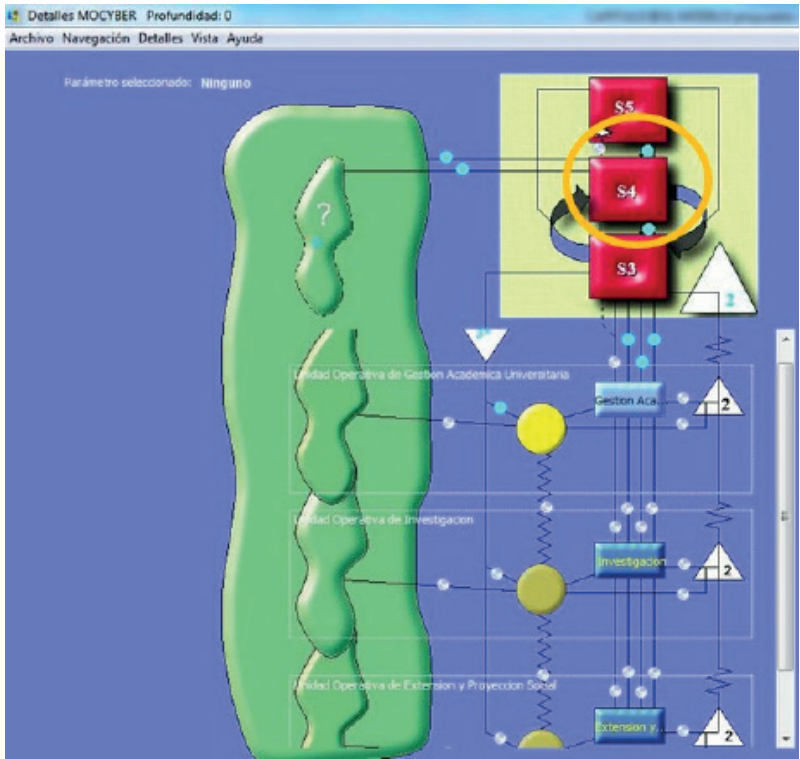 Detalles MOCYBER Profundidad: 0
Archivo Navegación Detalles Vista Ayuda
Parámetro seleccionado: Ninguno
S5
S4
?
S3
2
Unidad Operativa de Gestion Academica Universitaria
Gestion Aca...
2
Unidad Operativa de Investigacion
Investigacion
2
Unidad Operativa de Extension y Proyeccion Social
Extension y...
2